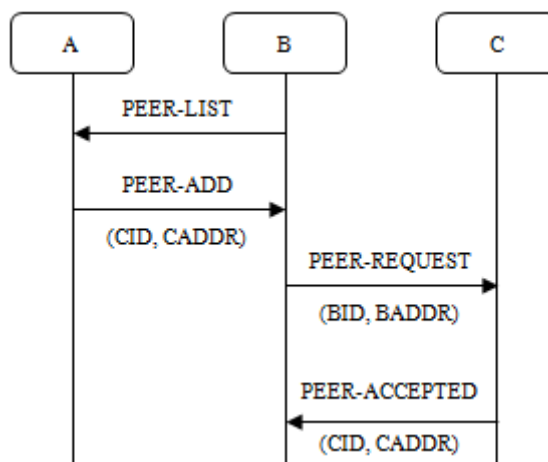 A
B
C
PEER-LIST
PEER-ADD
(CID, CADDR)
PEER-REQUEST
(BID, BADDR)
PEER-ACCEPTED
(CID, CADDR)